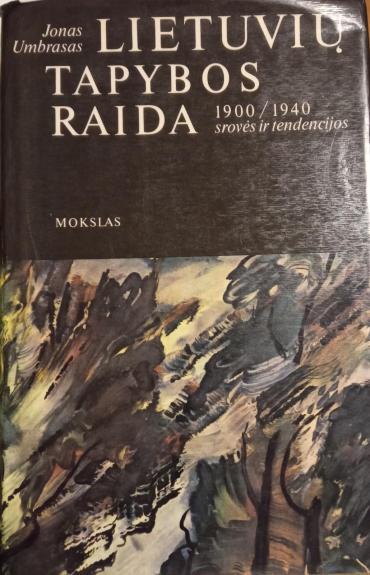 Jonas
Umbrasas
LIETUVIŲ
TAPYBOS
RAIDA
1900/1940
srovės ir tendencijos
MOKSLAS